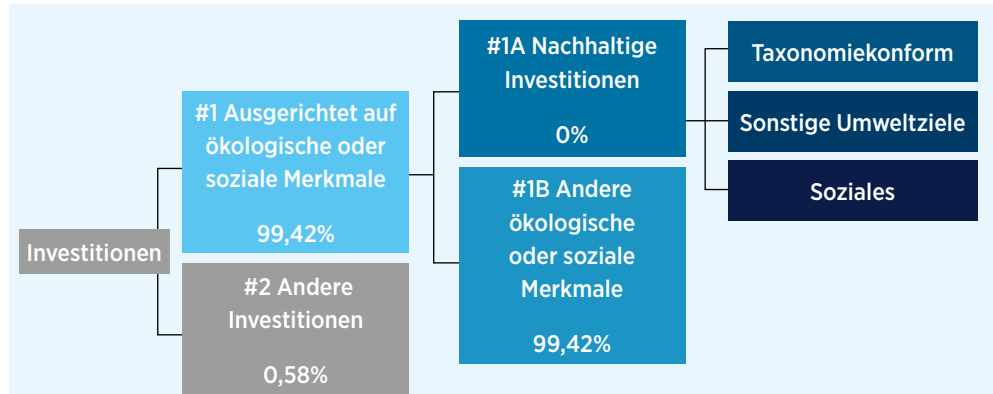 Investitionen
#1 Ausgerichtet auf
ökologische oder
soziale Merkmale
99,42%
#2 Andere
Investitionen
0,58%
#1A Nachhaltige
Investitionen
0%
#1B Andere
ökologische
oder soziale
Merkmale
99,42%
Taxonomiekonform
Sonstige Umweltziele
Soziales